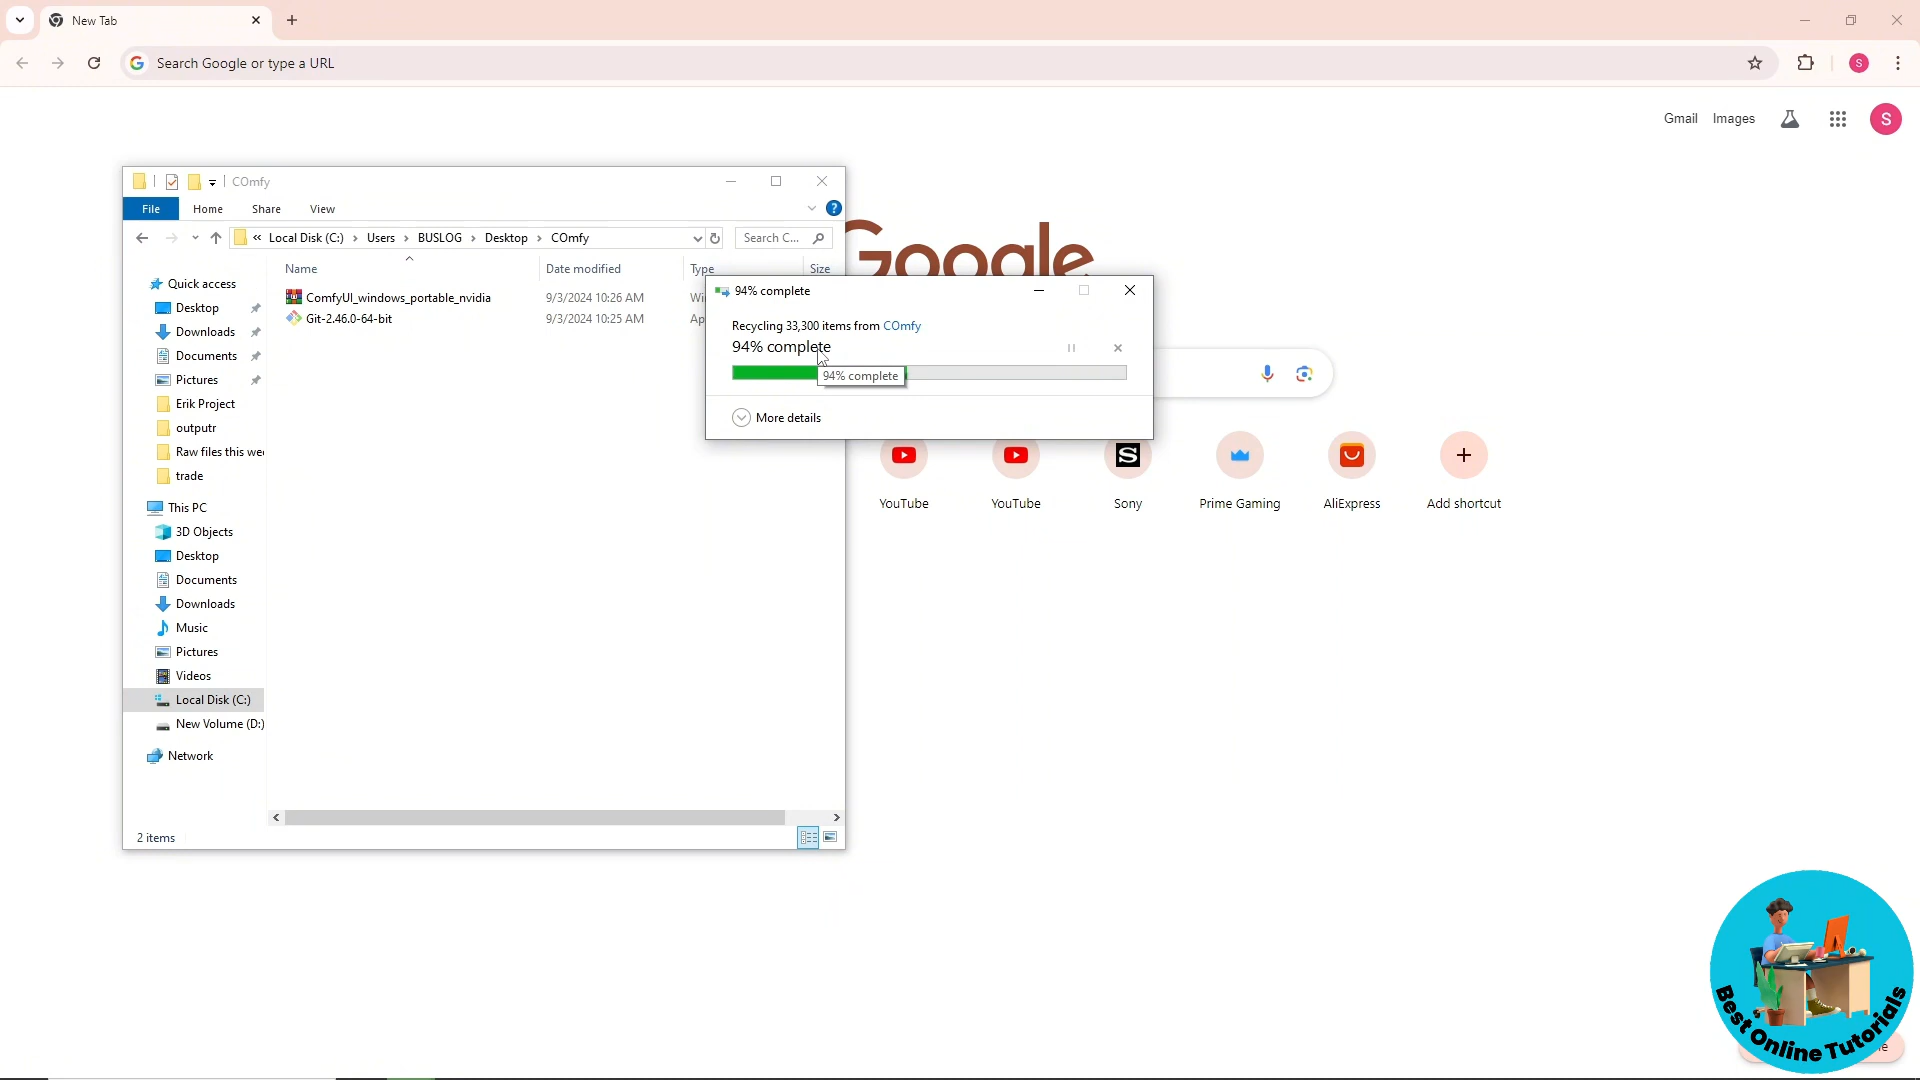 New Tab
Search Google or type a URL
Gmail
Images
S
S
COmfy
File
Home
Share
View
« Local Disk (C:) > Users > BUSLOG > Desktop > COmfy
Search C...
Name
Date modified
Type
Size
ComfyUI_windows_portable_nvidia
9/3/2024 10:26 AM
Git-2.46.0-64-bit
9/3/2024 10:25 AM
Ap
Quick access
Desktop
Downloads
Documents
Pictures
Erik Project
outputr
Raw files this wee
trade
This PC
3D Objects
Desktop
Documents
Downloads
Music
Pictures
Videos
Local Disk (C:)
New Volume (D:)
Network
2 items
Google
94% complete
Recycling 33,300 items from COmfy
94% complete
94% complete
More details
YouTube
YouTube
S
Sony
Prime Gaming
AliExpress
Add shortcut
Best Online Tutorials